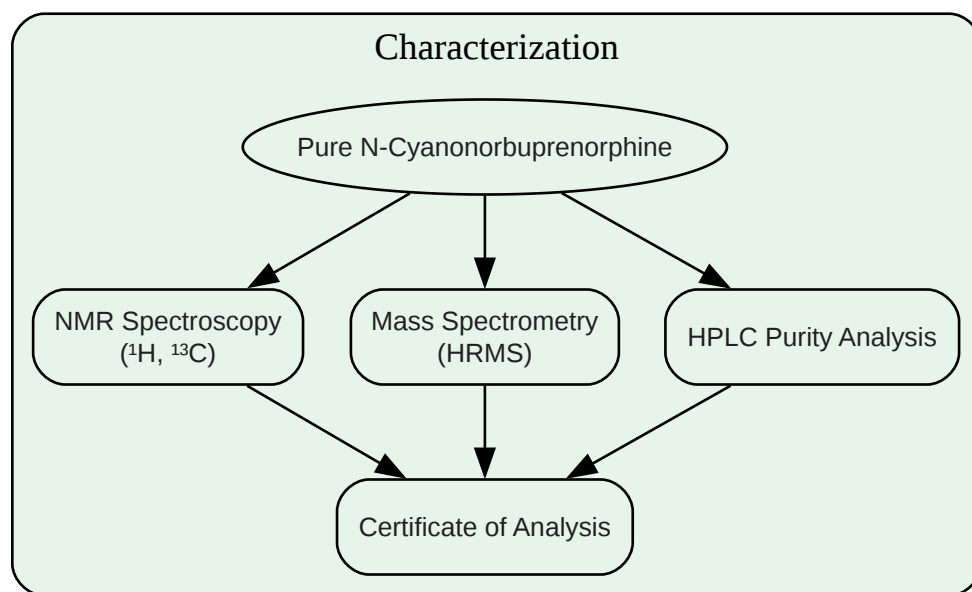 Characterization
Pure N-Cyanonorbuprenorphine
NMR Spectroscopy
(¹H, ¹³C)
Mass Spectrometry
(HRMS)
HPLC Purity Analysis
Certificate of Analysis